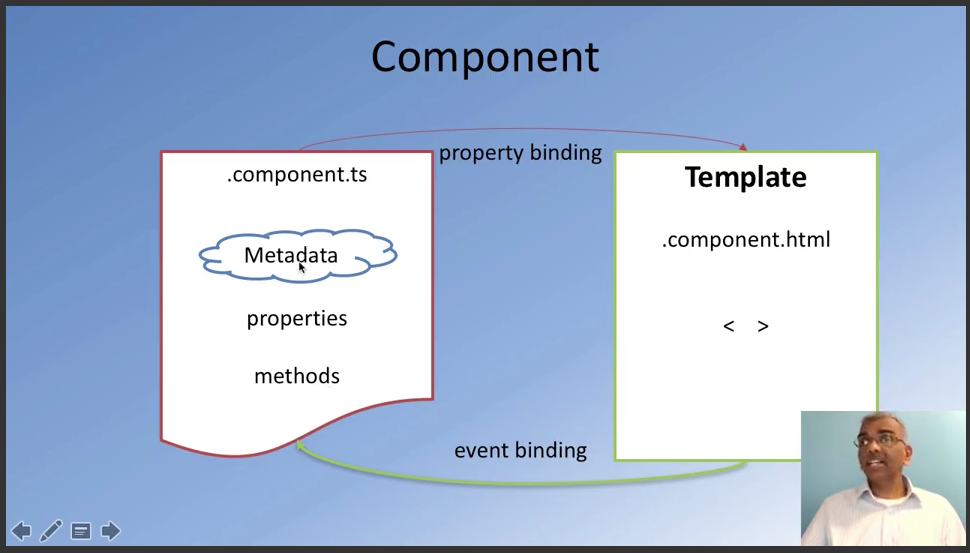 Component
property binding
.component.ts
Metadata
properties
methods
Template
.component.html
< >
event binding